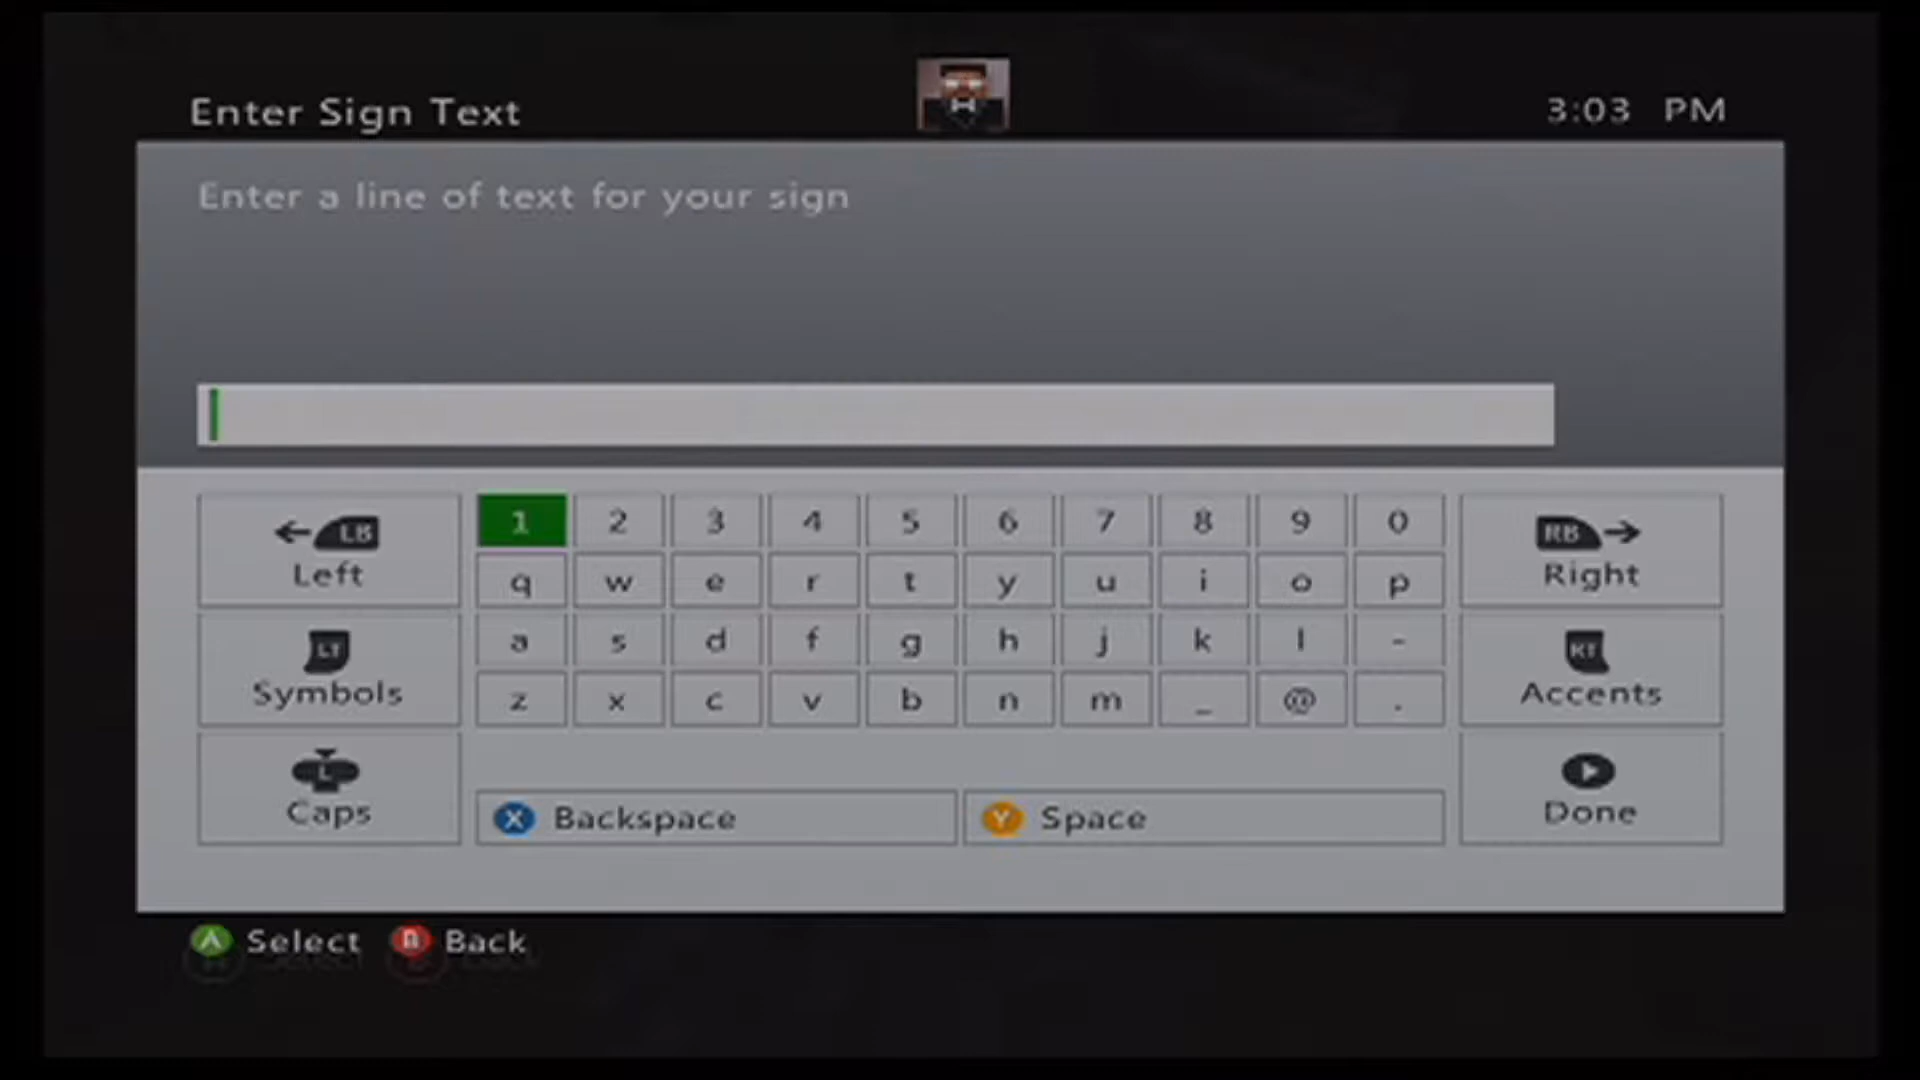 Enter Sign Text
3:03 PM
Enter a line of text for your sign
LB
Left
1 2 3 4 5 6 7 8 9 0
RB
Right
q w e r t y u i o p
LT
Symbols
a s d f g h j k l -
RT
Accents
z x c v b n m _ @ .
L
Caps
X Backspace
Y Space
Done
A Select
B Back